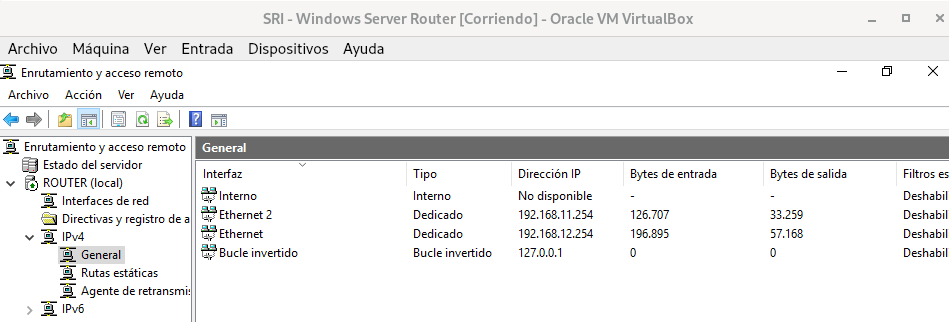 SRI - Windows Server Router [Corriendo] - Oracle VM VirtualBox
Archivo Máquina Ver Entrada Dispositivos Ayuda
Enrutamiento y acceso remoto
Archivo Acción Ver Ayuda
Enrutamiento y acceso remoto
Estado del servidor
ROUTER (local)
Interfaces de red
Directivas y registro de a
IPv4
General
Rutas estáticas
Agente de retransmis
IPv6
General
Interfaz Tipo Dirección IP Bytes de entrada Bytes de salida Filtros es
Interno Interno No disponible - - Deshabil
Ethernet 2 Dedicado 192.168.11.254 126.707 33.259 Deshabil
Ethernet Dedicado 192.168.12.254 196.895 57.168 Deshabil
Bucle invertido Bucle invertido 127.0.0.1 0 0 Deshabil